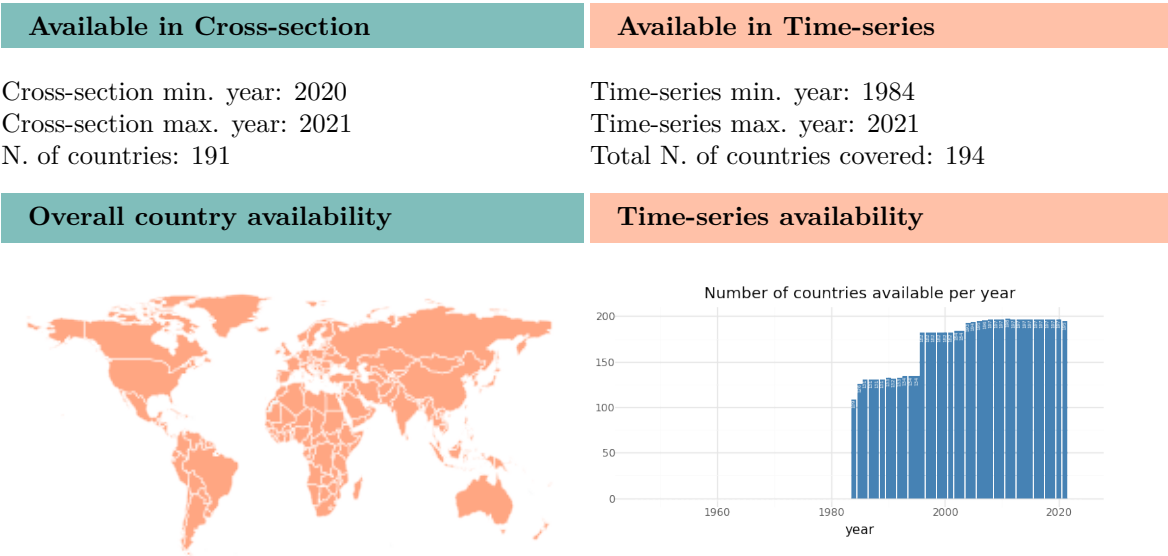 Available in Cross-section
Available in Time-series
Cross-section min. year: 2020
Cross-section max. year: 2021
N. of countries: 191
Time-series min. year: 1984
Time-series max. year: 2021
Total N. of countries covered: 194
Overall country availability
Time-series availability
Number of countries available per year
200
150
100
50
0
1960
1980
2000
2020
year